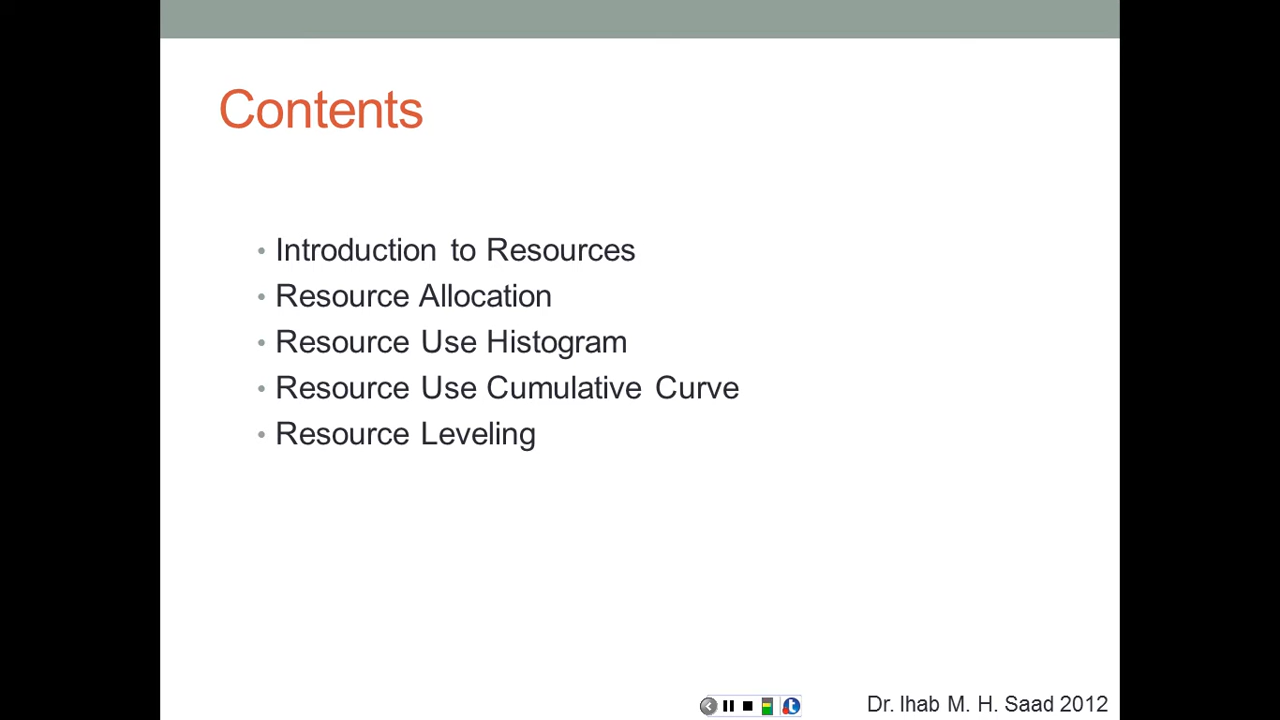 Contents
• Introduction to Resources
• Resource Allocation
• Resource Use Histogram
• Resource Use Cumulative Curve
• Resource Leveling
Dr. Ihab M. H. Saad 2012